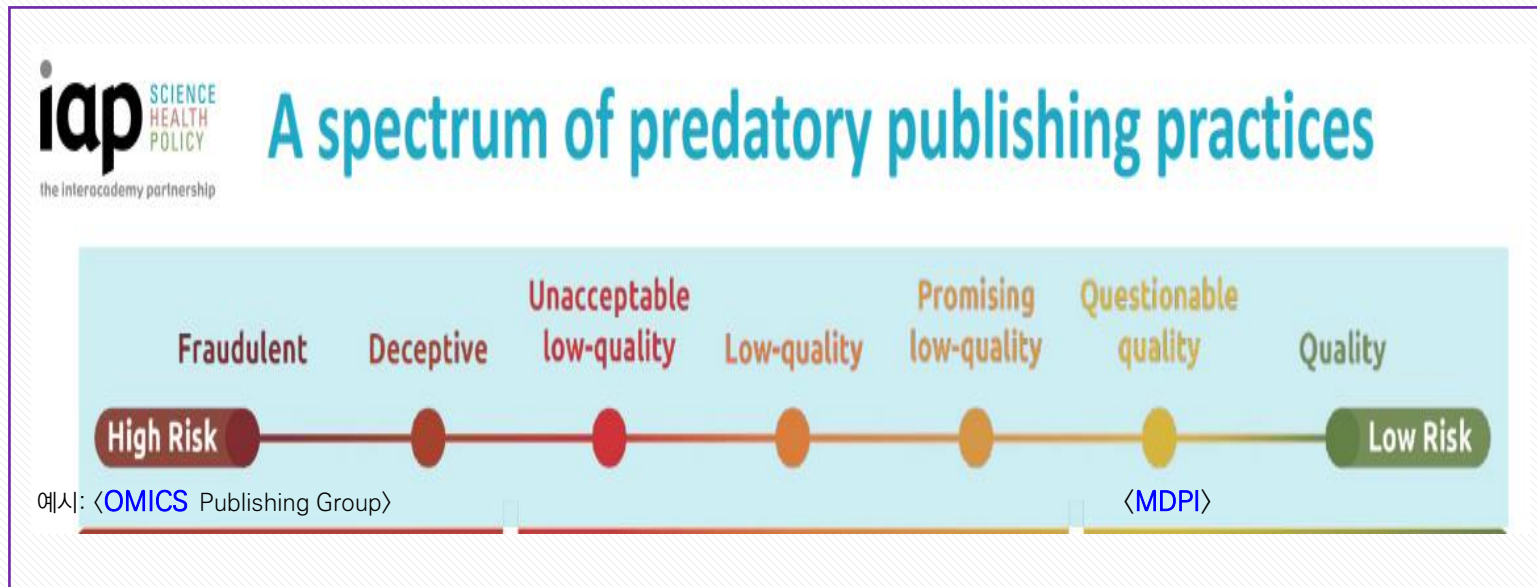 iap SCIENCE
HEALTH
POLICY
the interacademy partnership
A spectrum of predatory publishing practices
Fraudulent
Deceptive
Unacceptable
low-quality
Low-quality
Promising
low-quality
Questionable
quality
Quality
High Risk
Low Risk
예시: <OMICS Publishing Group>
<MDPI>